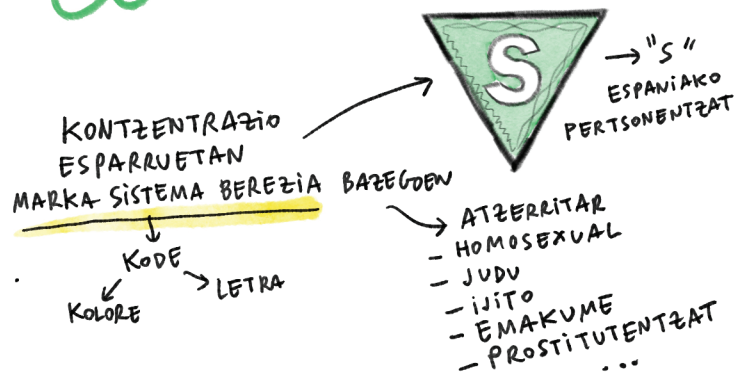 KONTZENTRAZIO
ESPARRUETAN
MARKA SISTEMA BEREZIA BAZEGOEN
KODE
KOLORE
LETRA
S
"S"
ESPANIAKO
PERTSONENTZAT
ATZERRITAR
- HOMOSEXUAL
- JUDU
- IJITO
- EMAKUME
- PROSTITUTENTZAT
...